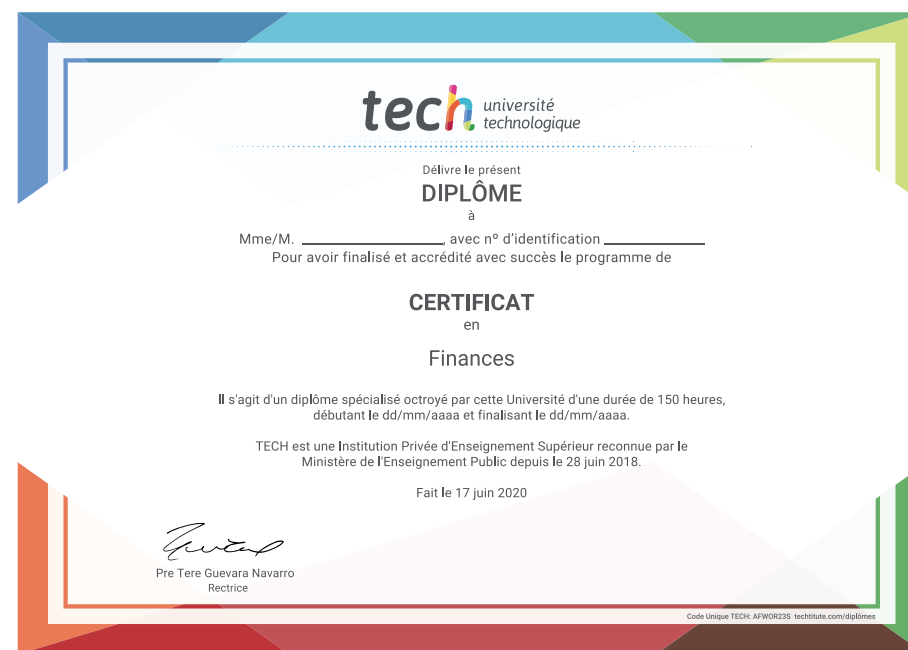 tech université
technologique
Délivre le présent
DIPLÔME
à
Mme/M. ____________________, avec nº d'identification ______________
Pour avoir finalisé et accrédité avec succès le programme de
CERTIFICAT
en
Finances
Il s'agit d'un diplôme spécialisé octroyé par cette Université d'une durée de 150 heures,
débutant le dd/mm/aaaa et finalisant le dd/mm/aaaa.
TECH est une Institution Privée d'Enseignement Supérieur reconnue par le
Ministère de l'Enseignement Public depuis le 28 juin 2018.
Fait le 17 juin 2020
Pre Tere Guevara Navarro
Rectrice
Code Unique TECH: AFWOR23S techtitute.com/diplômes